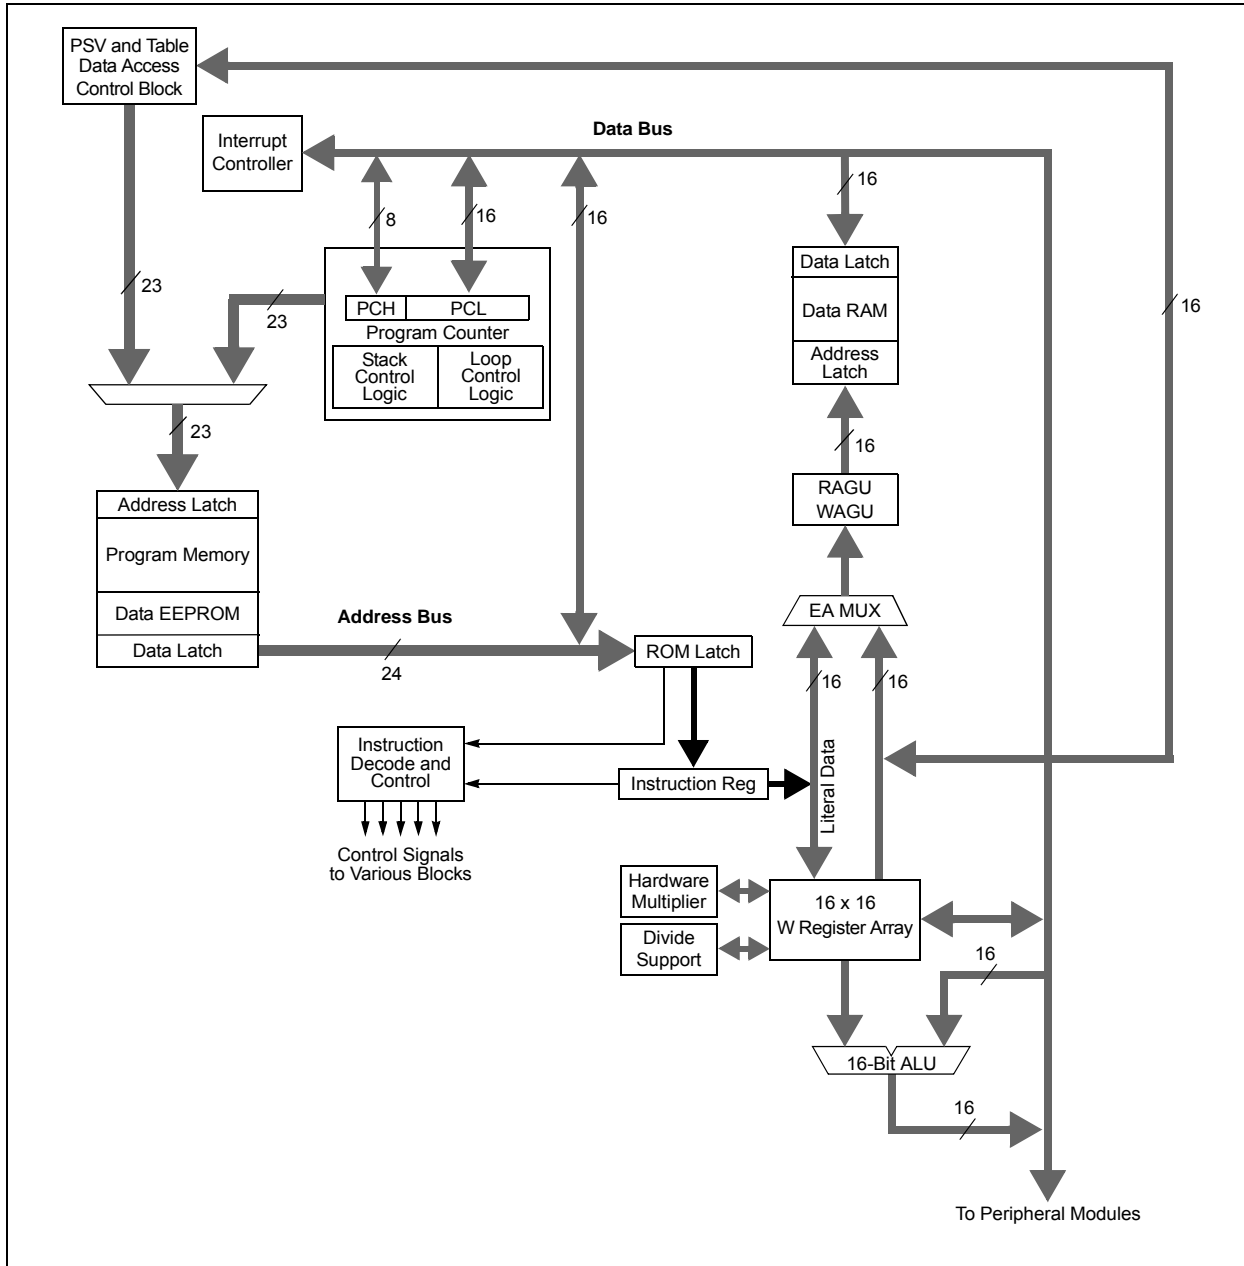 PSV and Table
Data Access
Control Block
Interrupt
Controller
Data Bus
8
16
16
16
23
23
16
PCH
PCL
Program Counter
Stack
Control
Logic
Loop
Control
Logic
Data Latch
Data RAM
Address
Latch
23
16
Address Latch
Program Memory
Data EEPROM
Data Latch
RAGU
WAGU
EA MUX
Address Bus
24
ROM Latch
16
16
Instruction
Decode and
Control
Instruction Reg
Literal Data
Control Signals
to Various Blocks
Hardware
Multiplier
Divide
Support
16 x 16
W Register Array
16
16-Bit ALU
16
To Peripheral Modules